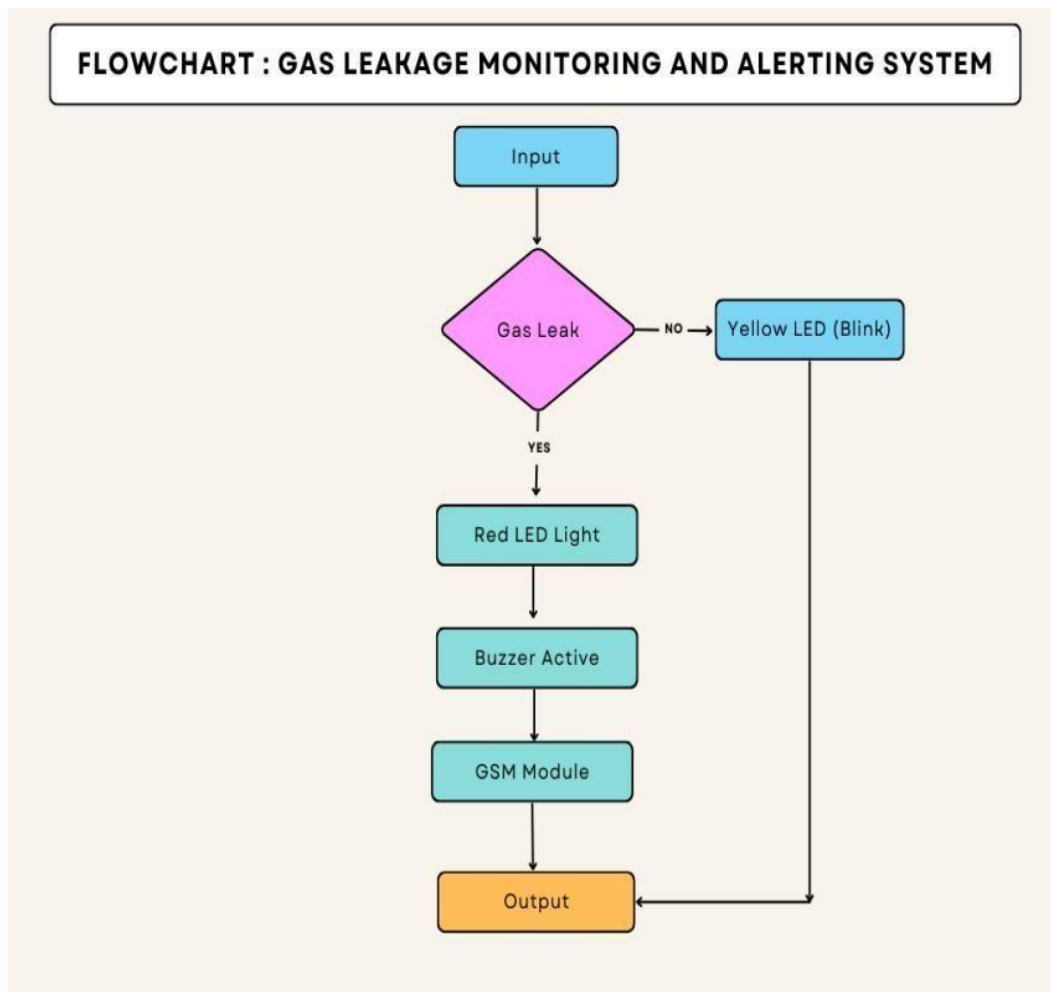 FLOWCHART : GAS LEAKAGE MONITORING AND ALERTING SYSTEM
Input
Gas Leak
NO
Yellow LED (Blink)
YES
Red LED Light
Buzzer Active
GSM Module
Output